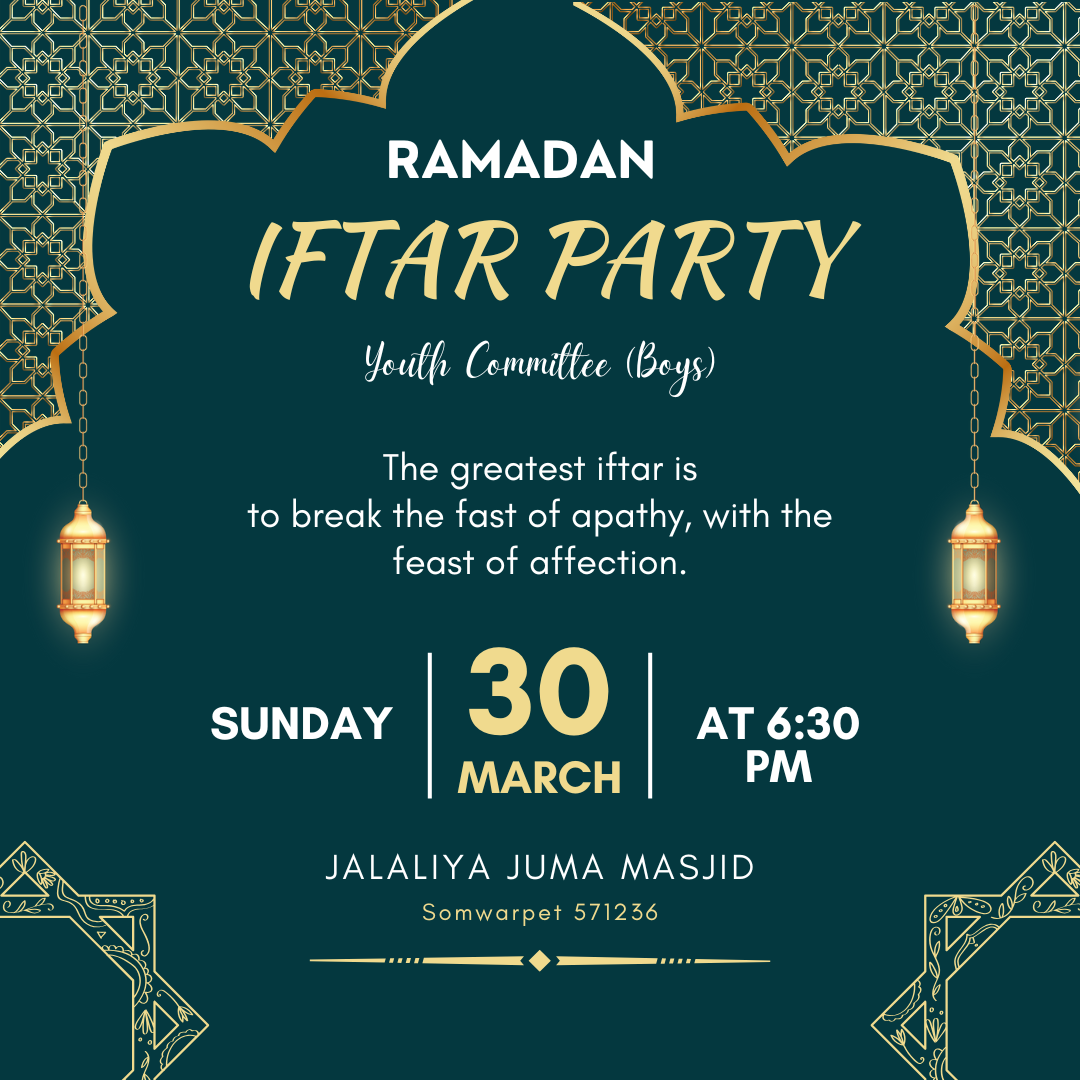 RAMADAN
IFTAR PARTY
Youth Committee (Boys)
The greatest iftar is
to break the fast of apathy, with the
feast of affection.
SUNDAY
30
MARCH
AT 6:30
PM
JALALIYA JUMA MASJID
Somwarpet 571236